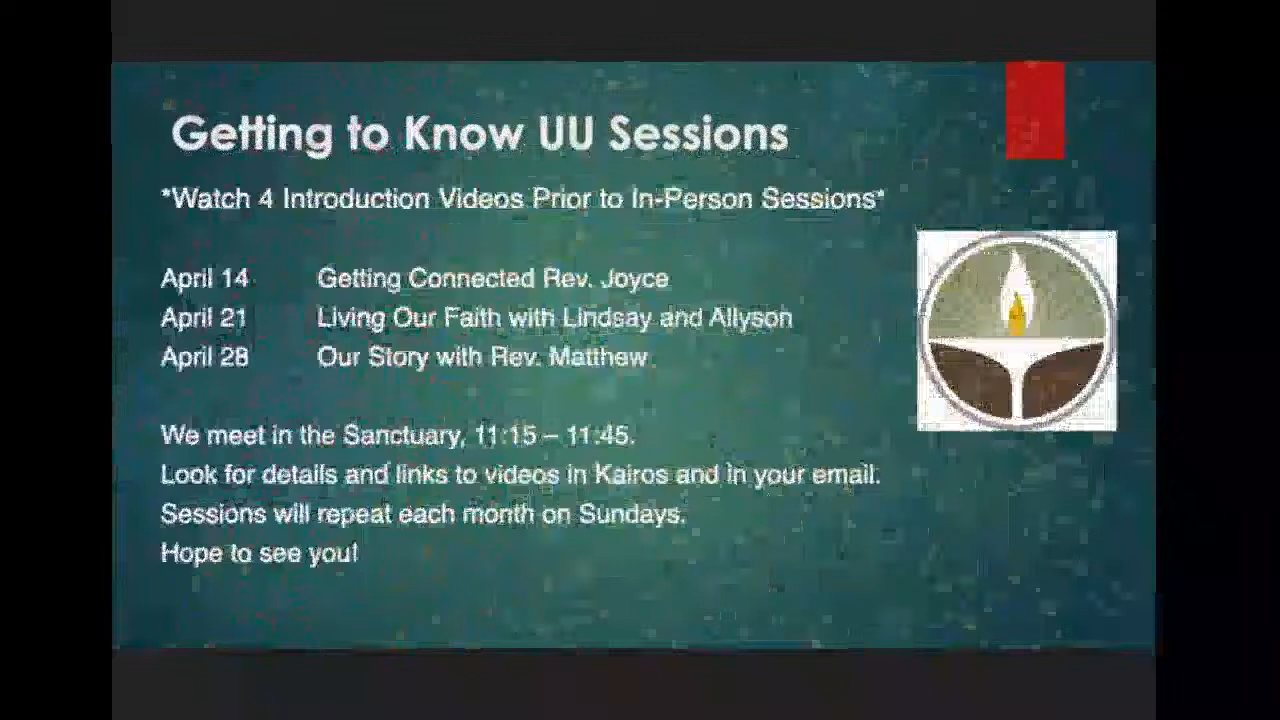 Getting to Know UU Sessions
*Watch 4 Introduction Videos Prior to In-Person Sessions*
April 14 Getting Connected Rev. Joyce
April 21 Living Our Faith with Lindsay and Allyson
April 28 Our Story with Rev. Matthew
We meet in the Sanctuary, 11:15 – 11:45.
Look for details and links to videos in Kairos and in your email.
Sessions will repeat each month on Sundays.
Hope to see you!